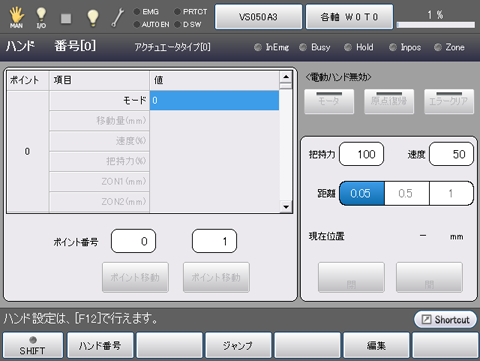 MAN I/O EMG PRTCT AUTO EN D SW VS050A3 各軸 W 0 T 0 1 %
ハンド 番号[0] アクチュエータタイプ[0] InEmg Busy Hold Inpos Zone
ポイント 項目 値
<電動ハンド無効>
モータ 原点復帰 エラークリア
モード 0
移動量(mm)
速度(%)
0 把持力(%)
ZON1(mm)
ZON2(mm)
把持力 100 速度 50
距離 0.05 0.5 1
ポイント番号 0 1
現在位置 － mm
ポイント移動 ポイント移動
開 閉
ハンド設定は、[F12]で行えます。
Shortcut
SHIFT ハンド番号 ジャンプ 編集